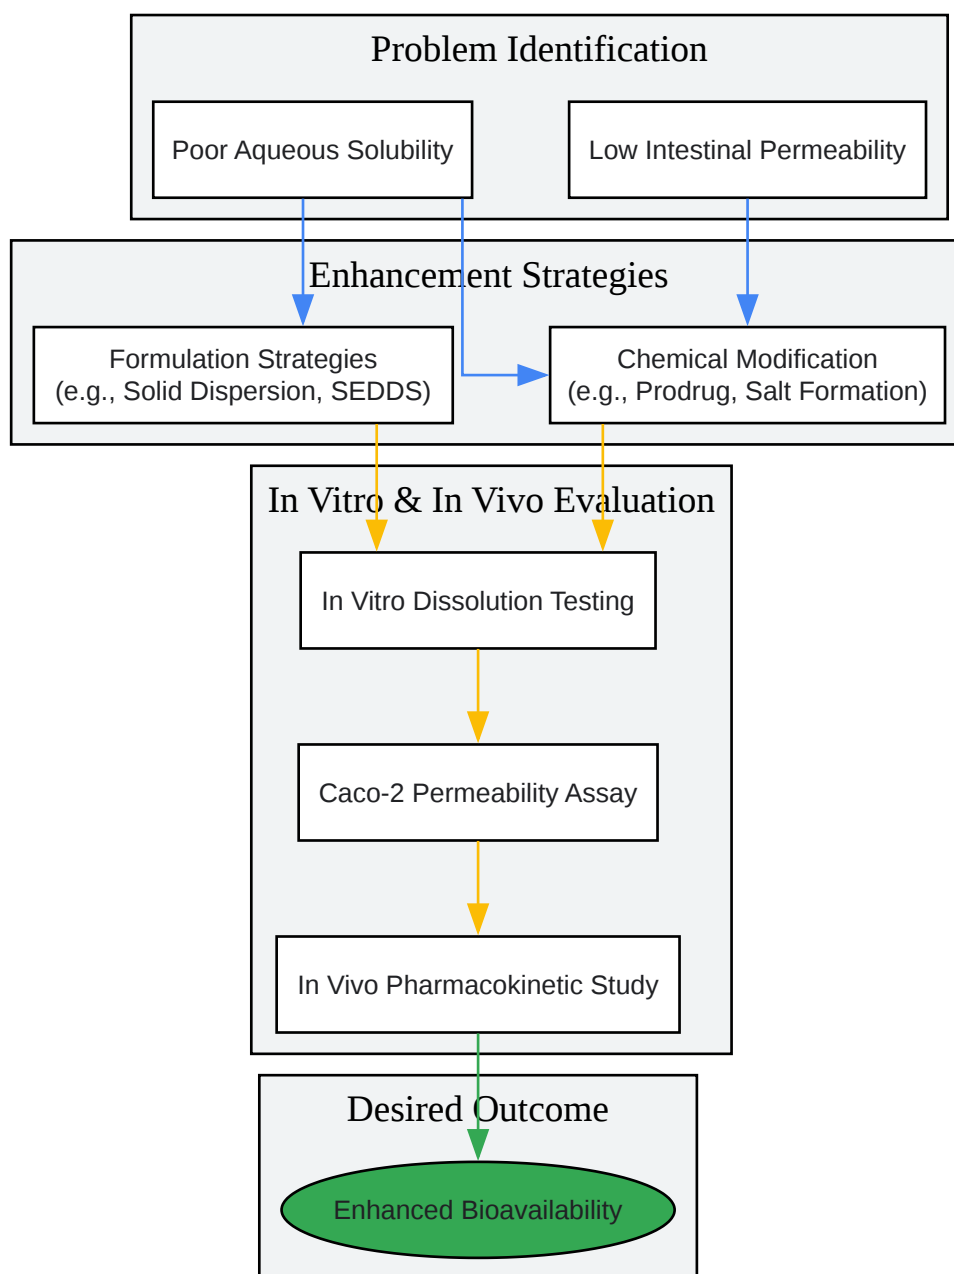 Problem Identification
Poor Aqueous Solubility
Low Intestinal Permeability
Enhancement Strategies
Formulation Strategies
(e.g., Solid Dispersion, SEDDS)
Chemical Modification
(e.g., Prodrug, Salt Formation)
In Vitro & In Vivo Evaluation
In Vitro Dissolution Testing
Caco-2 Permeability Assay
In Vivo Pharmacokinetic Study
Desired Outcome
Enhanced Bioavailability